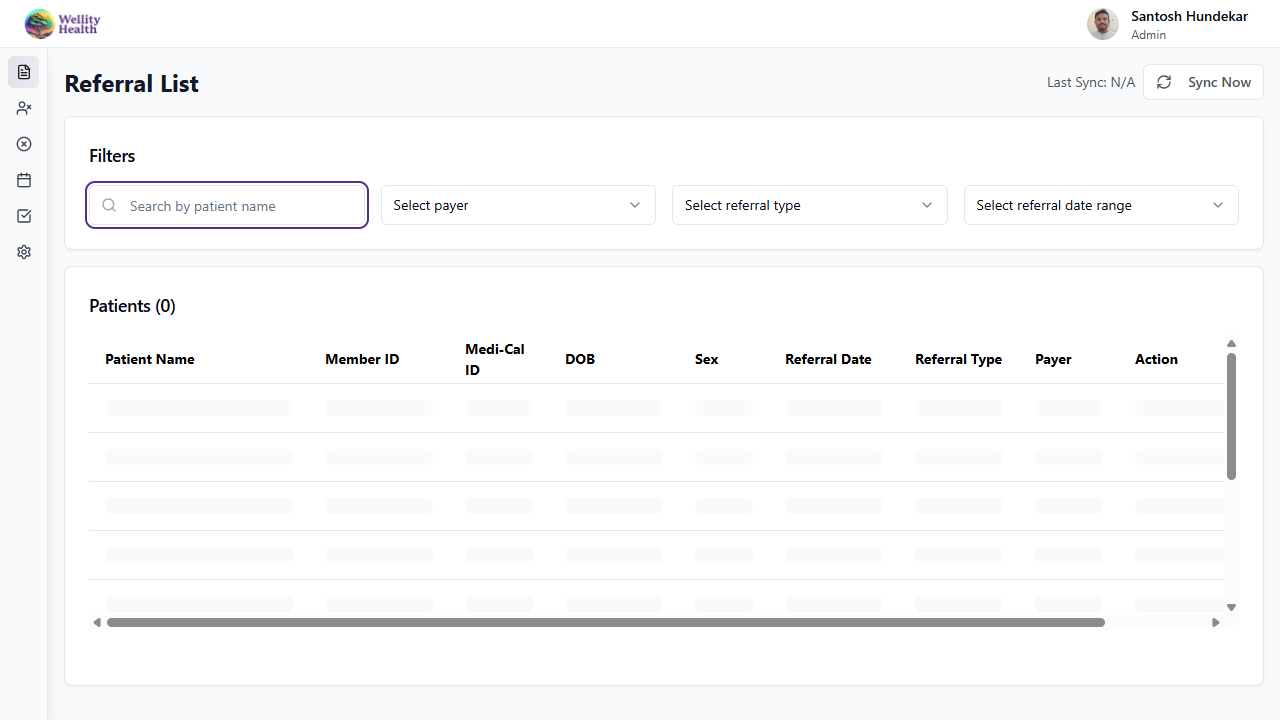 Wellity
Health
Santosh Hundekar
Admin
Referral List
Last Sync: N/A
Sync Now
Filters
Search by patient name
Select payer
Select referral type
Select referral date range
Patients (0)
Patient Name
Member ID
Medi-Cal
ID
DOB
Sex
Referral Date
Referral Type
Payer
Action